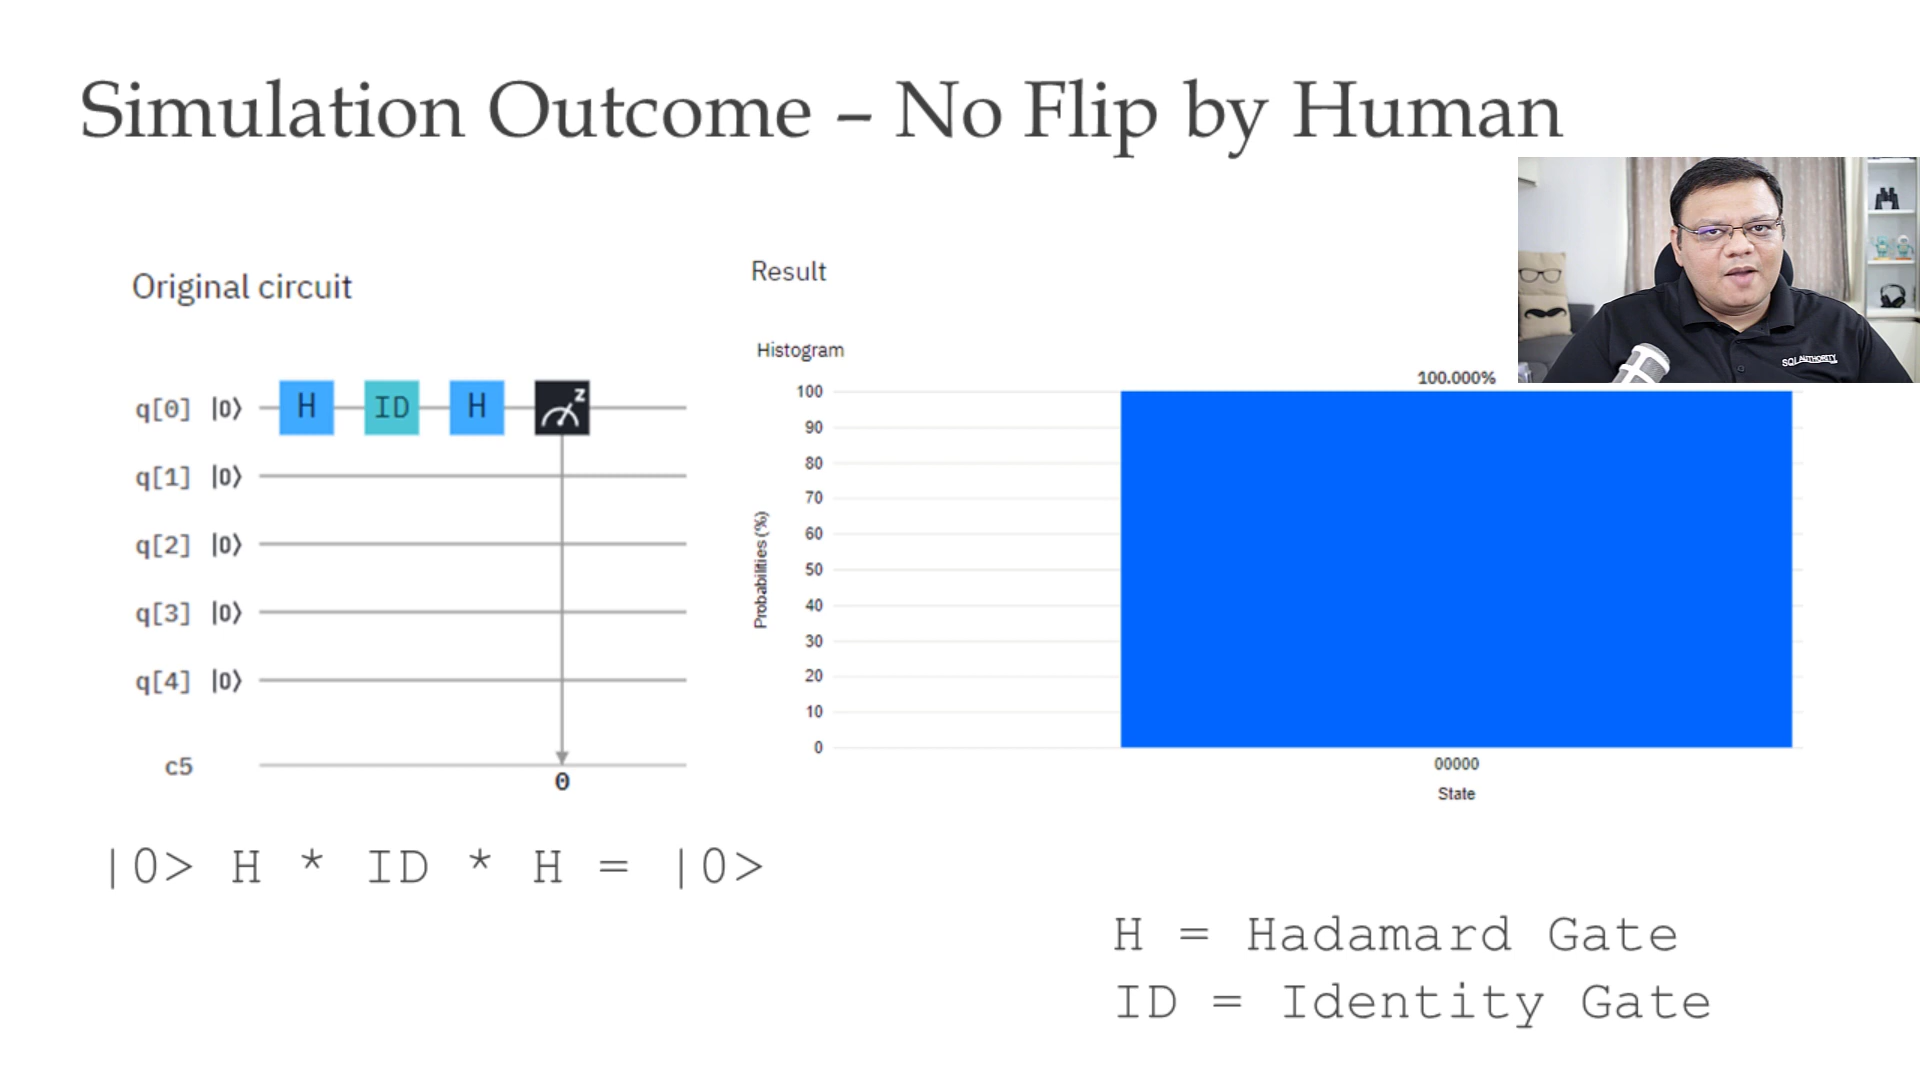 Simulation Outcome – No Flip by Human
SQLAUTHORITY
Original circuit
q[0] |0⟩ H ID H z
q[1] |0⟩
q[2] |0⟩
q[3] |0⟩
q[4] |0⟩
c5
0
Result
Histogram
100.000%
Probabilities (%)
100
90
80
70
60
50
40
30
20
10
0
00000
State
|0> H * ID * H = |0>
H = Hadamard Gate
ID = Identity Gate